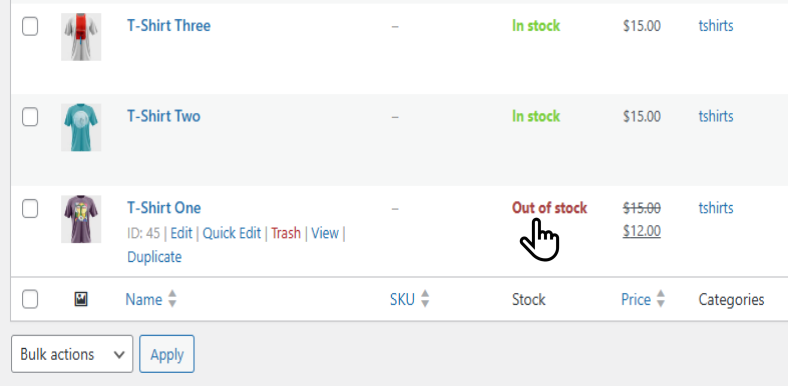 T-Shirt Three – In stock $15.00 tshirts
T-Shirt Two – In stock $15.00 tshirts
T-Shirt One – Out of stock $15.00 tshirts
ID: 45 | Edit | Quick Edit | Trash | View | $12.00
Duplicate
Name SKU Stock Price Categories
Bulk actions Apply